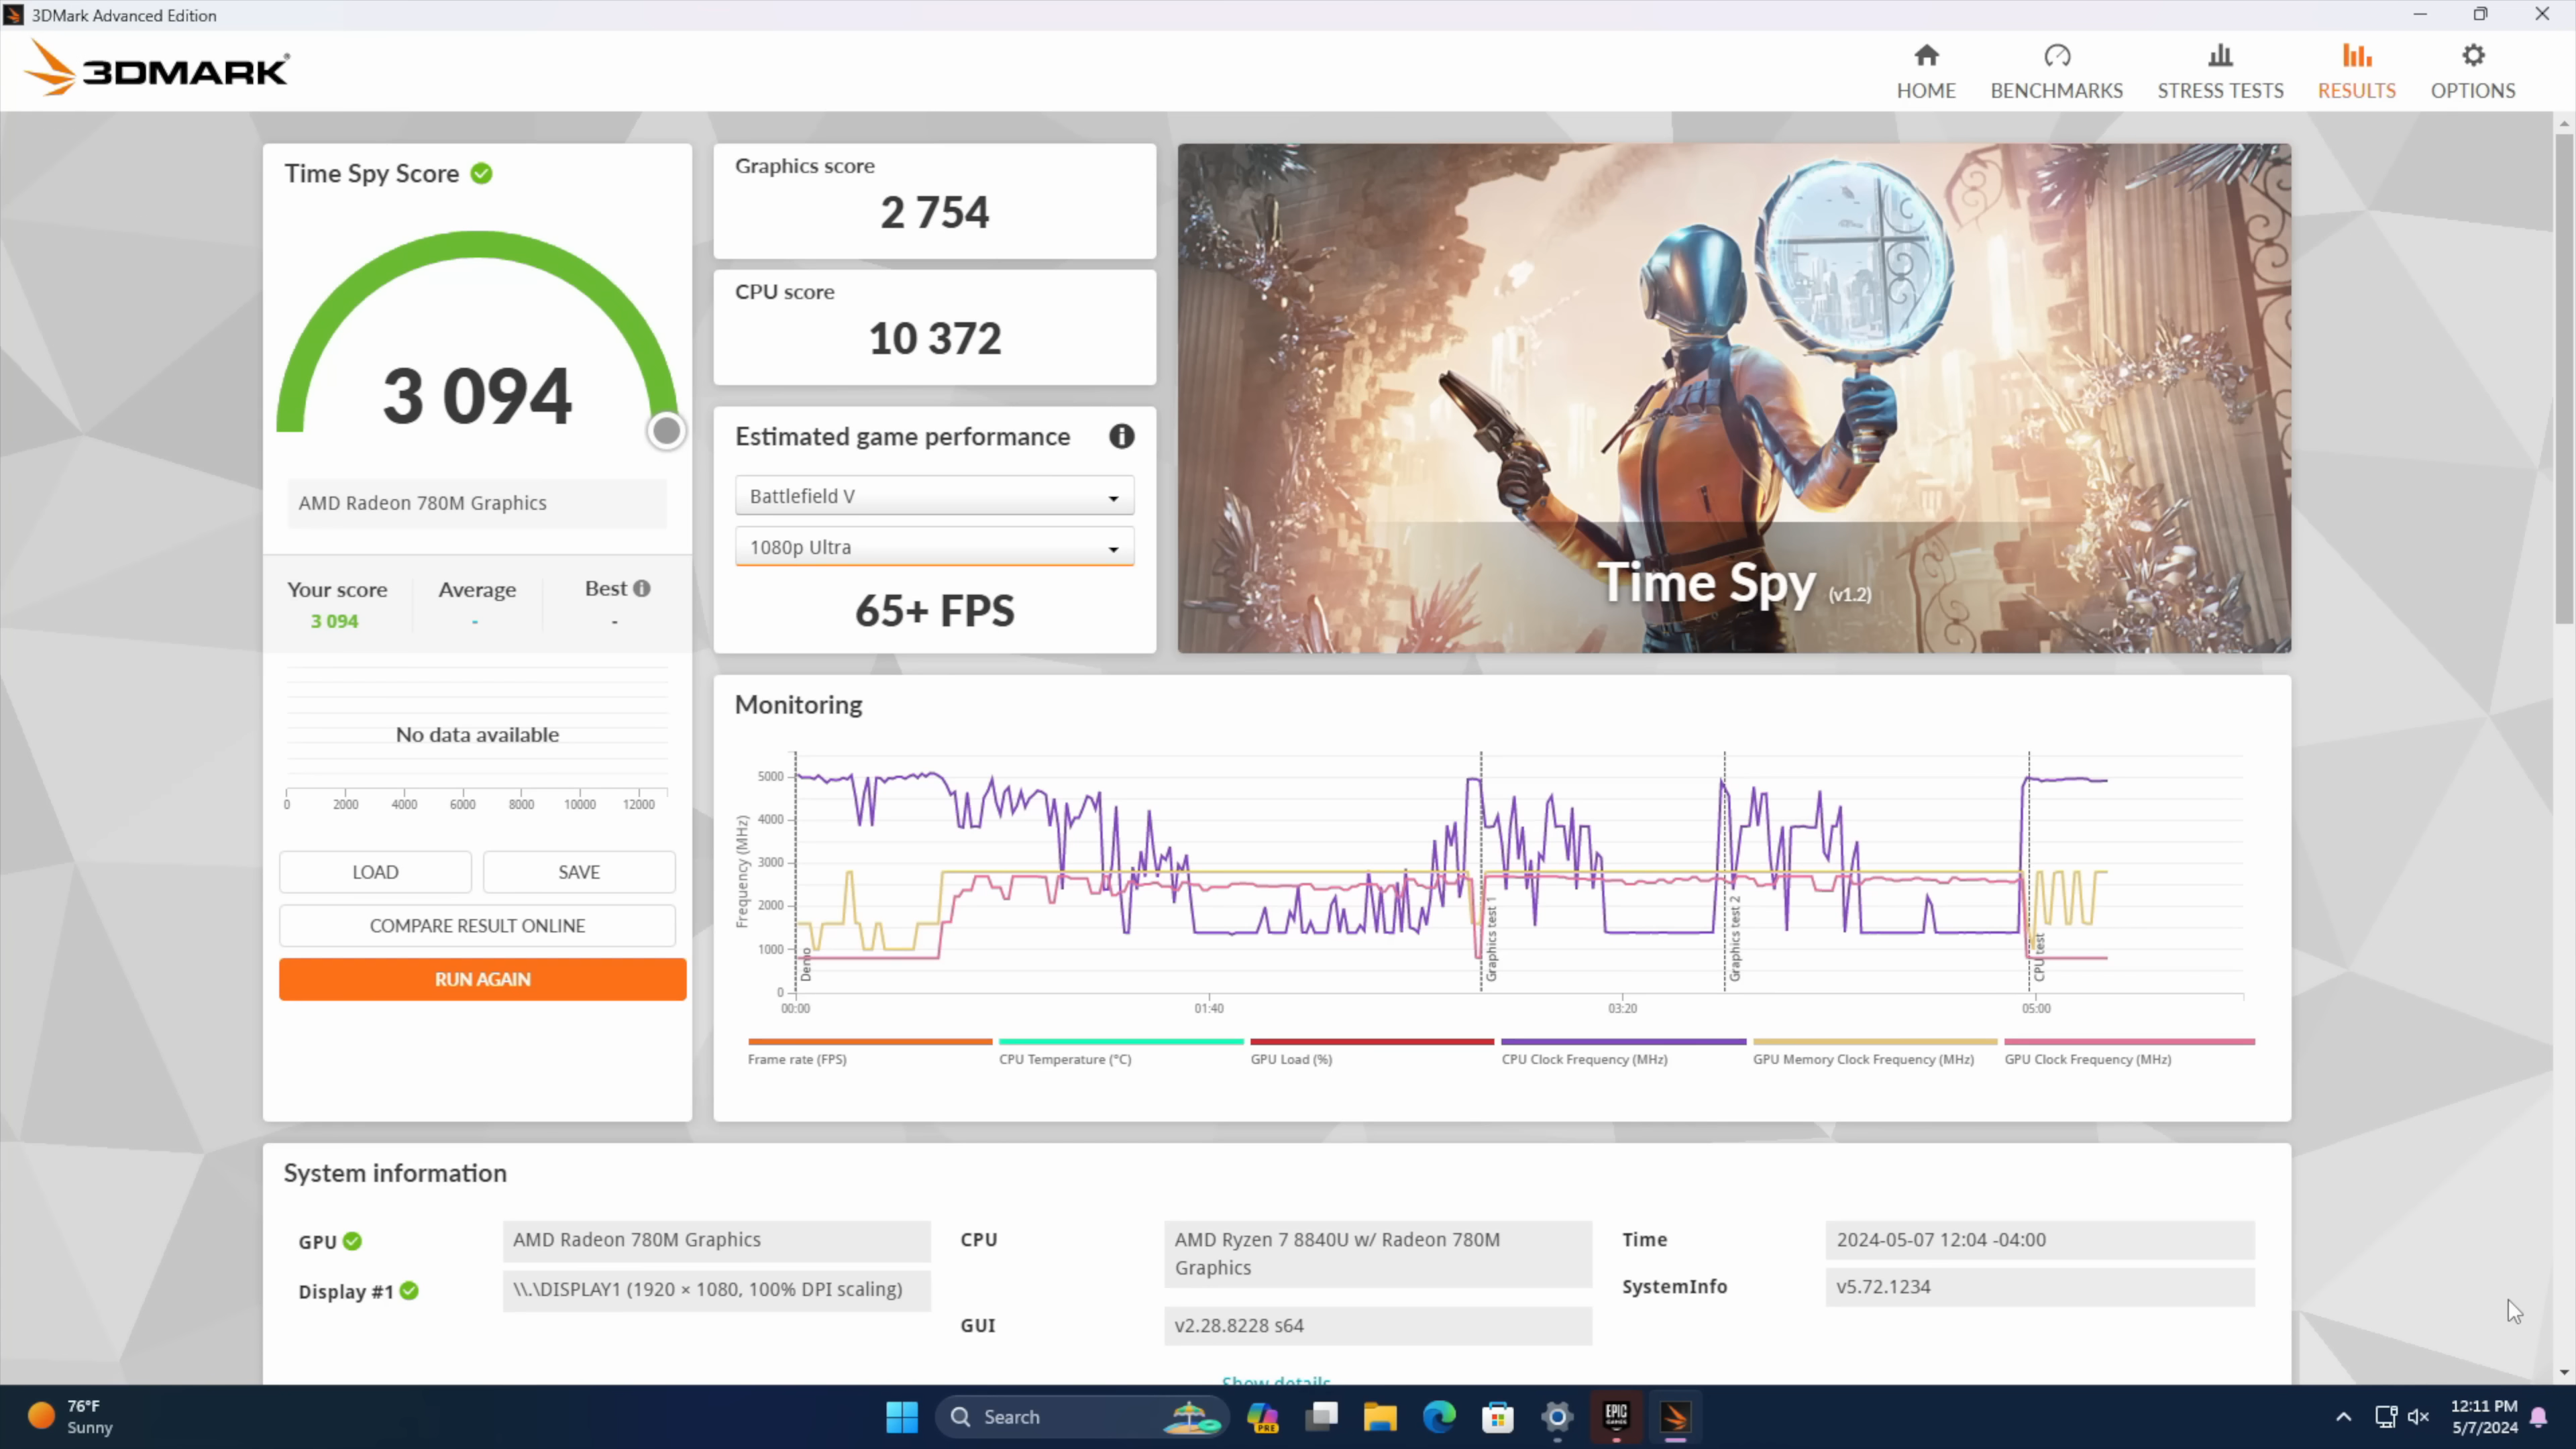 3DMark Advanced Edition
3DMARK®
HOME
BENCHMARKS
STRESS TESTS
RESULTS
OPTIONS
Time Spy Score
3 094
AMD Radeon 780M Graphics
Your score
Average
Best
3 094
-
-
No data available
0 2000 4000 6000 8000 10000 12000
LOAD
SAVE
COMPARE RESULT ONLINE
RUN AGAIN
Graphics score
2 754
CPU score
10 372
Estimated game performance
Battlefield V
1080p Ultra
65+ FPS
Time Spy (v1.2)
Monitoring
Frequency (MHz)
5000
4000
3000
2000
1000
0
Demo
Graphics test 1
Graphics test 2
CPU test
00:00 01:40 03:20 05:00
Frame rate (FPS)
CPU Temperature (°C)
GPU Load (%)
CPU Clock Frequency (MHz)
GPU Memory Clock Frequency (MHz)
GPU Clock Frequency (MHz)
System information
GPU
AMD Radeon 780M Graphics
Display #1
\\.\DISPLAY1 (1920 × 1080, 100% DPI scaling)
CPU
AMD Ryzen 7 8840U w/ Radeon 780M
Graphics
GUI
v2.28.8228 s64
Time
2024-05-07 12:04 -04:00
SystemInfo
v5.72.1234
Show details
76°F
Sunny
Search
PRE
EPIC
GAMES
12:11 PM
5/7/2024